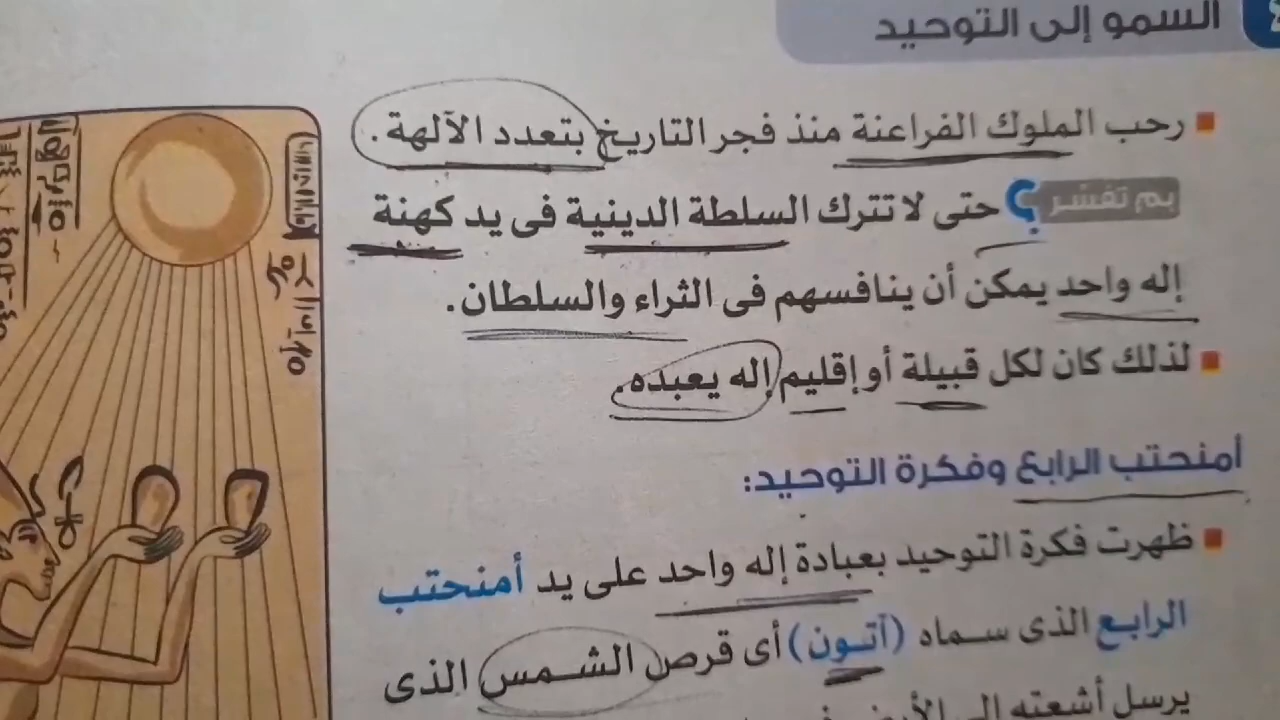 السمو إلى التوحيد
رحب الملوك الفراعنة منذ فجر التاريخ بتعدد الآلهة .
بم تفسر ؟ حتى لا تترك السلطة الدينية فى يد كهنة
إله واحد يمكن أن ينافسهم فى الثراء والسلطان .
لذلك كان لكل قبيلة أو إقليم إله يعبده .
أمنحتب الرابع وفكرة التوحيد:
ظهرت فكرة التوحيد بعبادة إله واحد على يد أمنحتب
الرابع الذى سماه (آتون) أى قرص الشمس الذى
يرسل أشعته إلى الأرض